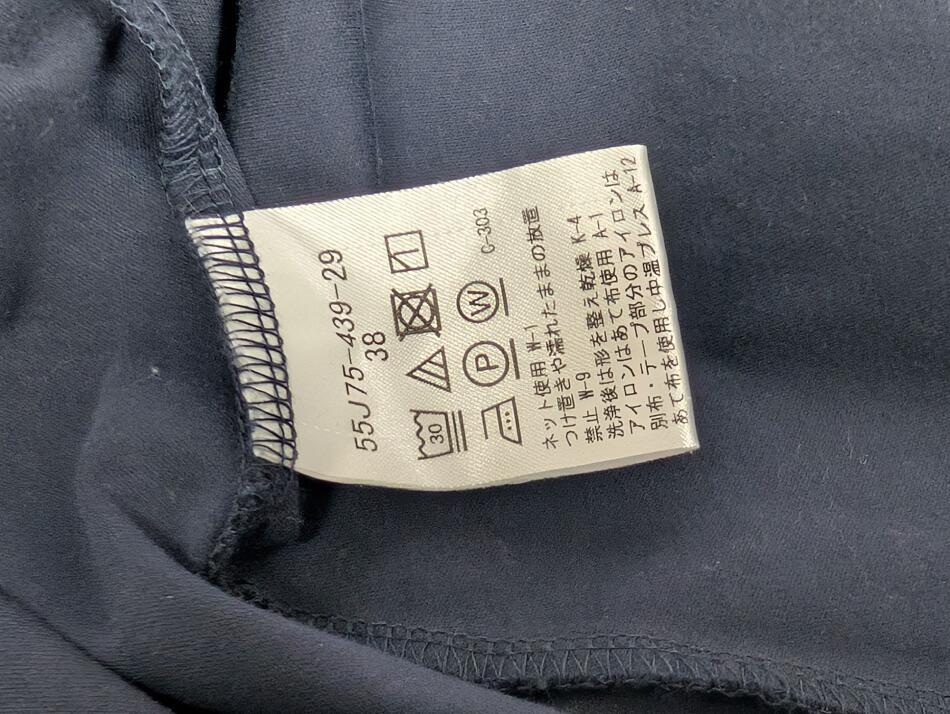 55J75-439-29
38
30
P
W
C-303
ネット使用 W-1
つけ置きや濡れたままの放置
禁止 W-9
洗浄後は形を整え乾燥 K-4
アイロンはあて布使用 A-1
別布・テープ部分のアイロンは
あて布を使用し中温プレス A-12